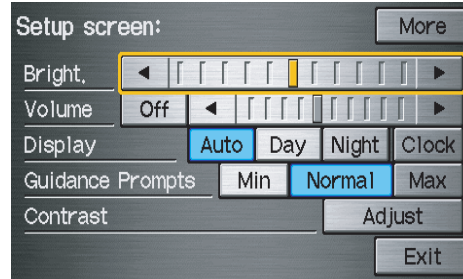 Setup screen: More
Bright.
Volume Off
Display Auto Day Night Clock
Guidance Prompts Min Normal Max
Contrast Adjust
Exit